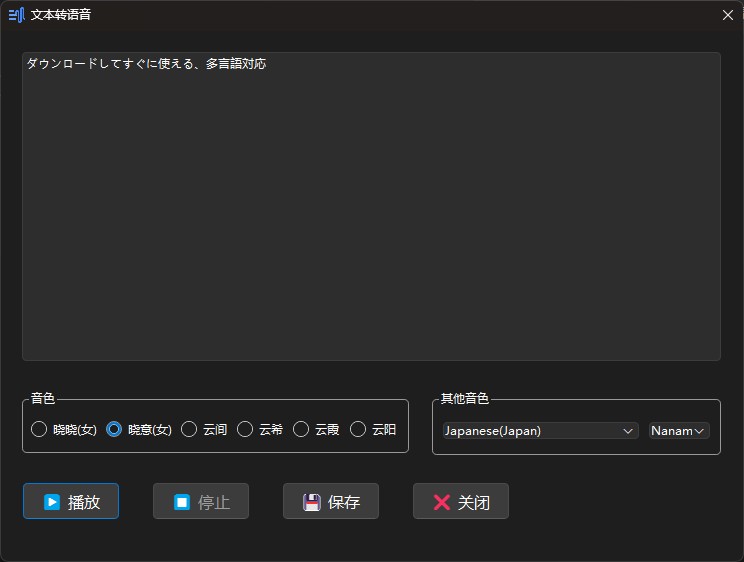 文本转语音
ダウンロードしてすぐに使える、多言語対応
音色
晓晓(女) 晓意(女) 云间 云希 云霞 云阳
其他音色
Japanese(Japan) Nanam
播放 停止 保存 关闭